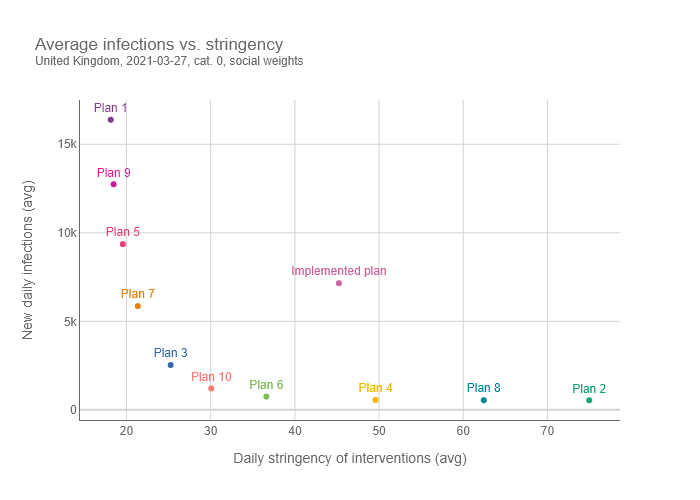 Average infections vs. stringency
United Kingdom, 2021-03-27, cat. 0, social weights
Plan 1
15k
Plan 9
Plan 5
10k
Implemented plan
Plan 7
5k
Plan 3
Plan 10
Plan 6
Plan 4
Plan 8
Plan 2
0
20
30
40
50
60
70
New daily infections (avg)
Daily stringency of interventions (avg)